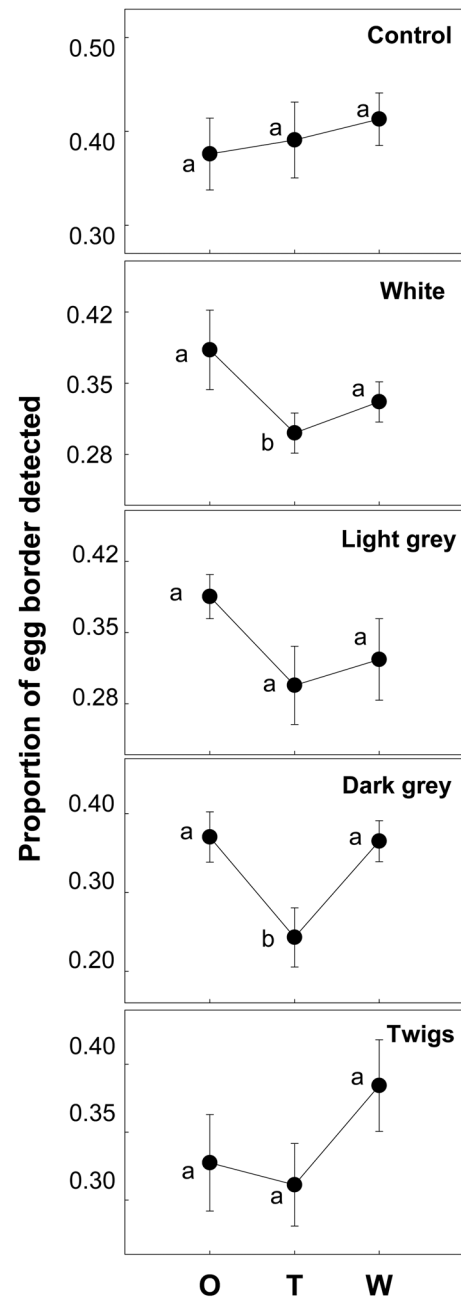 Proportion of egg border detected
Control
0.50
0.40
0.30
a
a
a
White
0.42
0.35
0.28
a
b
a
Light grey
0.42
0.35
0.28
a
a
a
Dark grey
0.40
0.30
0.20
a
b
a
Twigs
0.40
0.35
0.30
a
a
a
O T W